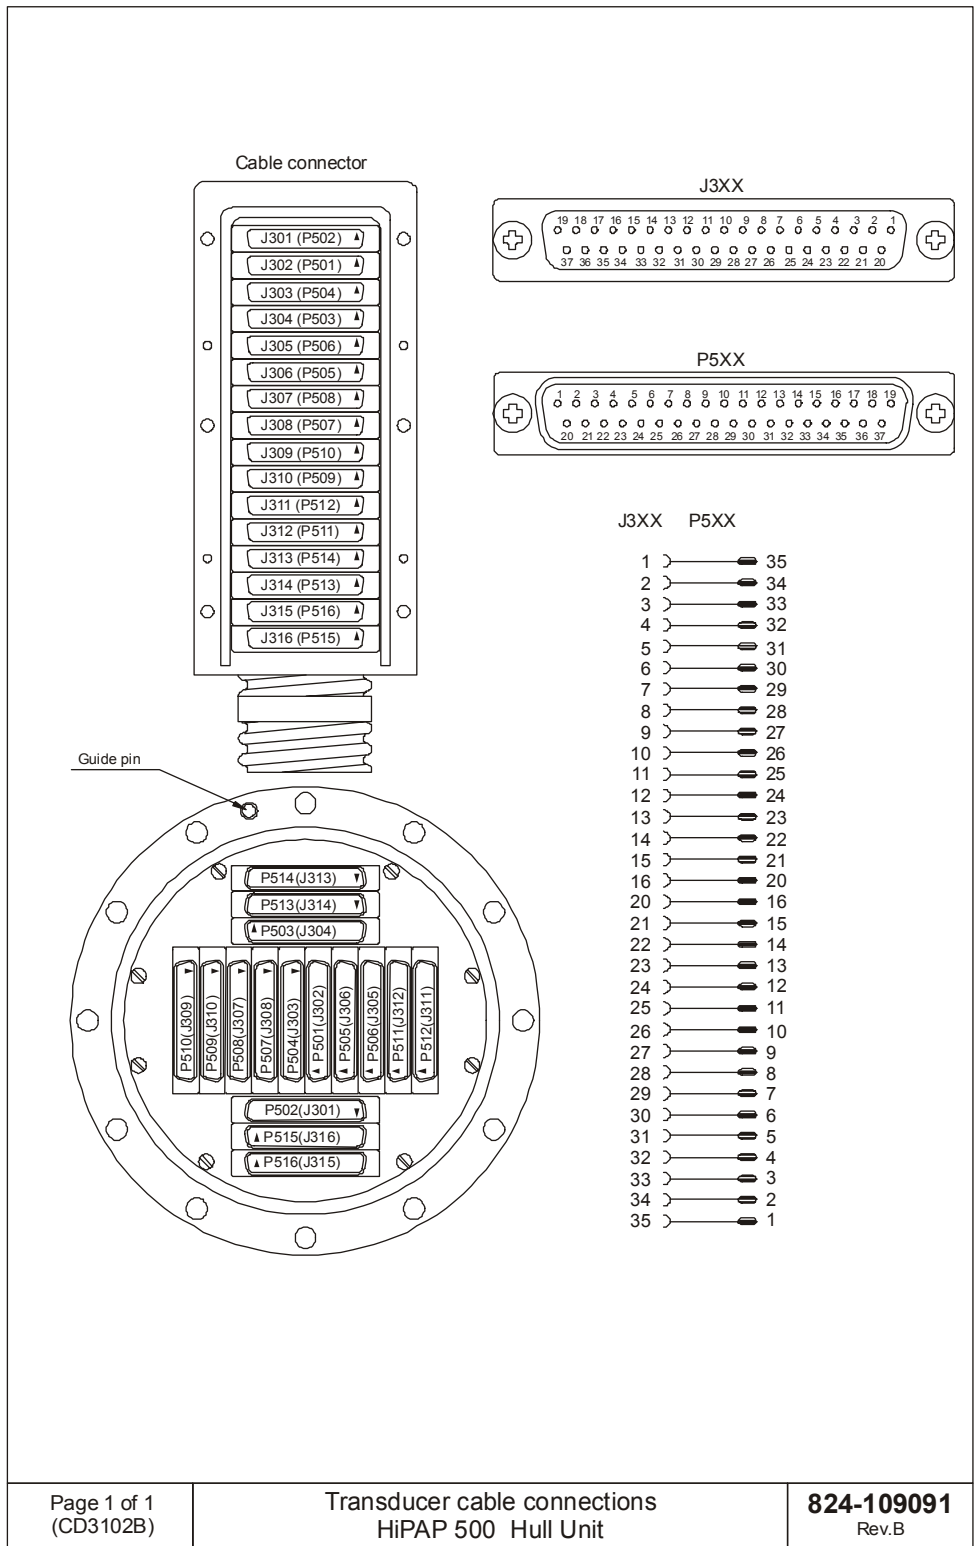 Cable connector
J301 (P502)
J302 (P501)
J303 (P504)
J304 (P503)
J305 (P506)
J306 (P505)
J307 (P508)
J308 (P507)
J309 (P510)
J310 (P509)
J311 (P512)
J312 (P511)
J313 (P514)
J314 (P513)
J315 (P516)
J316 (P515)
J3XX
19 18 17 16 15 14 13 12 11 10 9 8 7 6 5 4 3 2 1
37 36 35 34 33 32 31 30 29 28 27 26 25 24 23 22 21 20
P5XX
1 2 3 4 5 6 7 8 9 10 11 12 13 14 15 16 17 18 19
20 21 22 23 24 25 26 27 28 29 30 31 32 33 34 35 36 37
J3XX P5XX
1 35
2 34
3 33
4 32
5 31
6 30
7 29
8 28
9 27
10 26
11 25
12 24
13 23
14 22
15 21
16 20
20 16
21 15
22 14
23 13
24 12
25 11
26 10
27 9
28 8
29 7
30 6
31 5
32 4
33 3
34 2
35 1
Guide pin
P514(J313)
P513(J314)
P503(J304)
P510(J309)
P509(J310)
P508(J307)
P507(J308)
P504(J303)
P501(J302)
P505(J306)
P506(J305)
P511(J312)
P512(J311)
P502(J301)
P515(J316)
P516(J315)
Page 1 of 1
(CD3102B)
Transducer cable connections
HiPAP 500 Hull Unit
824-109091
Rev.B